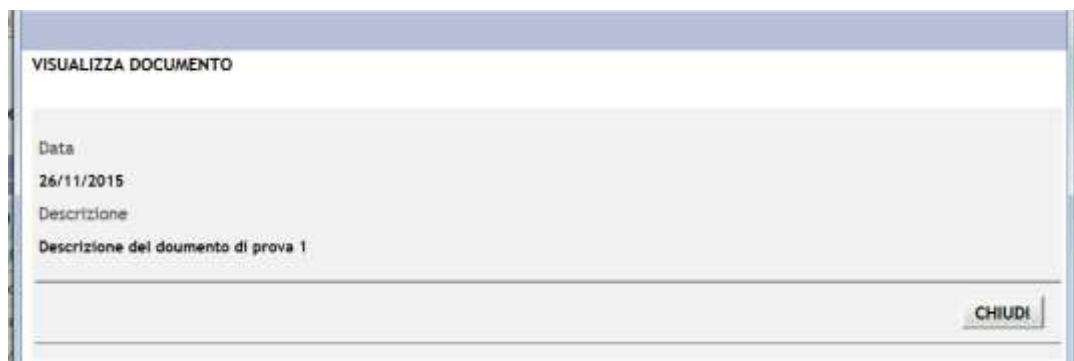 VISUALIZZA DOCUMENTO
Data
26/11/2015
Descrizione
Descrizione del doumento di prova 1
CHIUDI